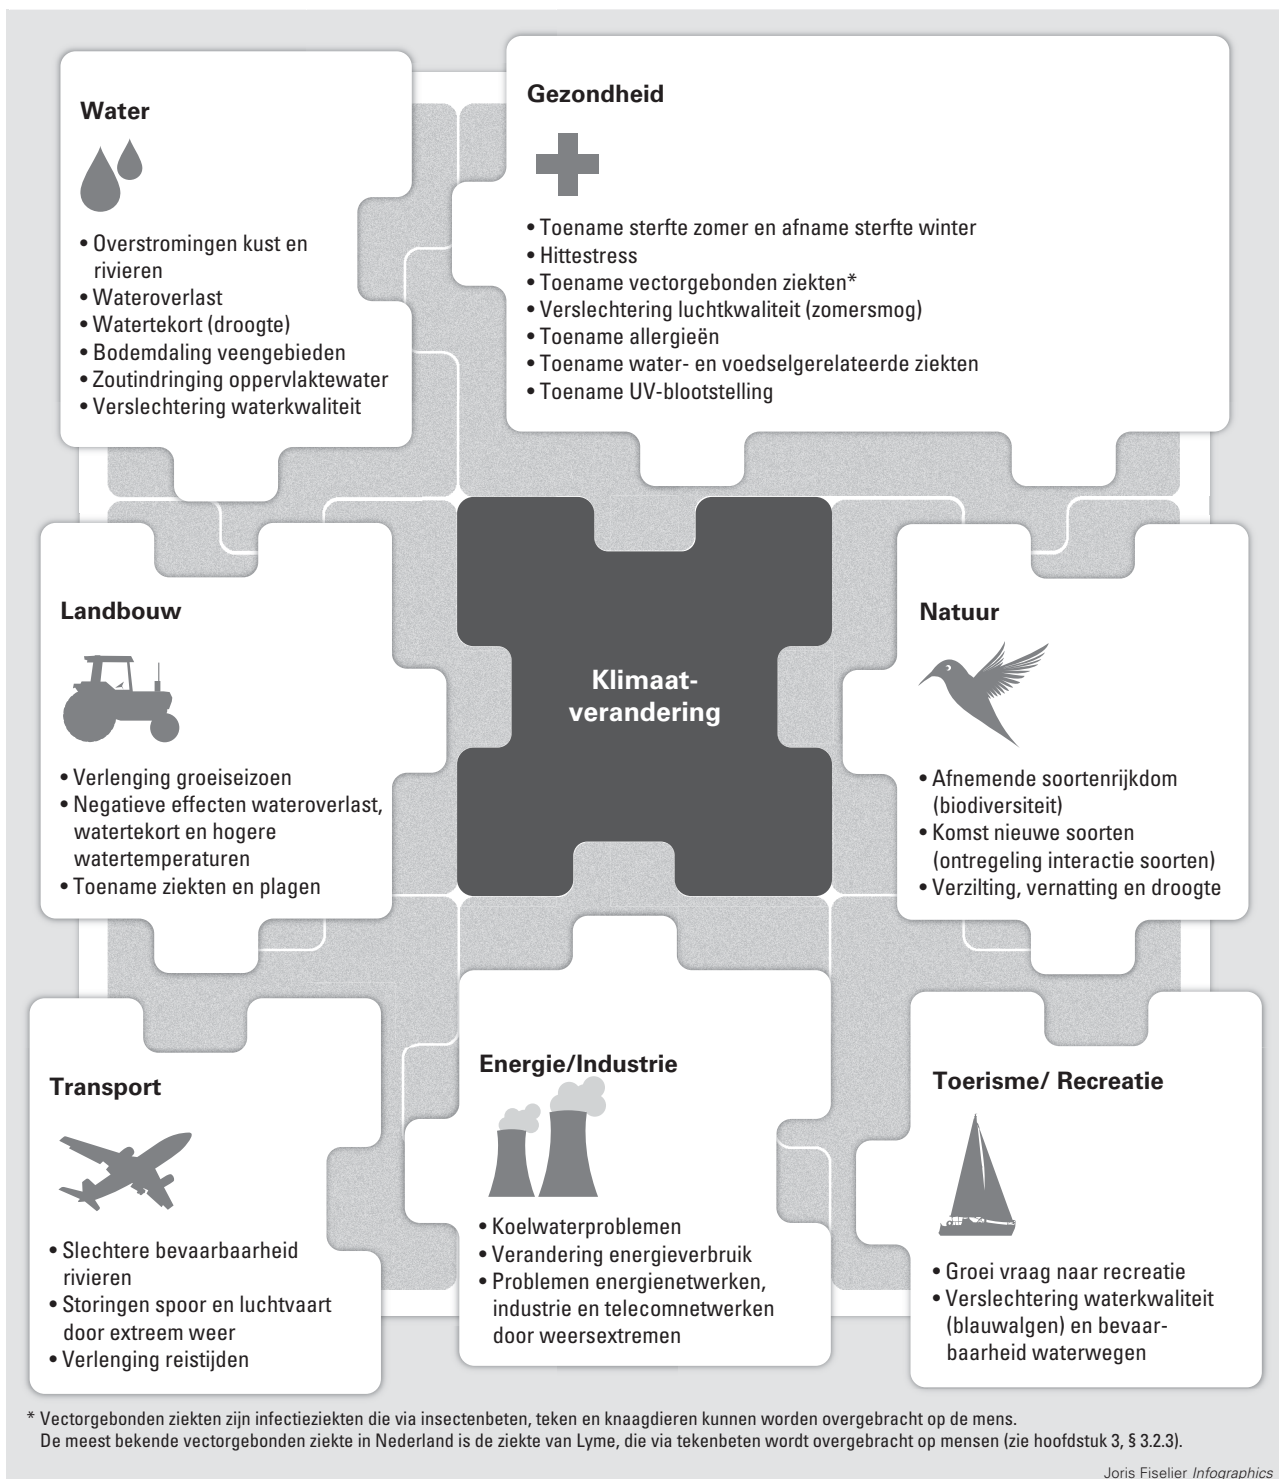 Water
• Overstromingen kust en
rivieren
• Wateroverlast
• Watertekort (droogte)
• Bodemdaling veengebieden
• Zoutindringing oppervlaktewater
• Verslechtering waterkwaliteit
Gezondheid
• Toename sterfte zomer en afname sterfte winter
• Hittestress
• Toename vectorgebonden ziekten*
• Verslechtering luchtkwaliteit (zomersmog)
• Toename allergieën
• Toename water- en voedselgerelateerde ziekten
• Toename UV-blootstelling
Landbouw
• Verlenging groeiseizoen
• Negatieve effecten wateroverlast,
watertekort en hogere
watertemperaturen
• Toename ziekten en plagen
Klimaat-
verandering
Natuur
• Afnemende soortenrijkdom
(biodiversiteit)
• Komst nieuwe soorten
(ontregeling interactie soorten)
• Verzilting, vernatting en droogte
Transport
• Slechtere bevaarbaarheid
rivieren
• Storingen spoor en luchtvaart
door extreem weer
• Verlenging reistijden
Energie/Industrie
• Koelwaterproblemen
• Verandering energieverbruik
• Problemen energienetwerken,
industrie en telecomnetwerken
door weersextremen
Toerisme/ Recreatie
• Groei vraag naar recreatie
• Verslechtering waterkwaliteit
(blauwalgen) en bevaar-
baarheid waterwegen
* Vectorgebonden ziekten zijn infectieziekten die via insectenbeten, teken en knaagdieren kunnen worden overgebracht op de mens.
De meest bekende vectorgebonden ziekte in Nederland is de ziekte van Lyme, die via tekenbeten wordt overgebracht op mensen (zie hoofdstuk 3, § 3.2.3).
Joris Fiselier Infographics